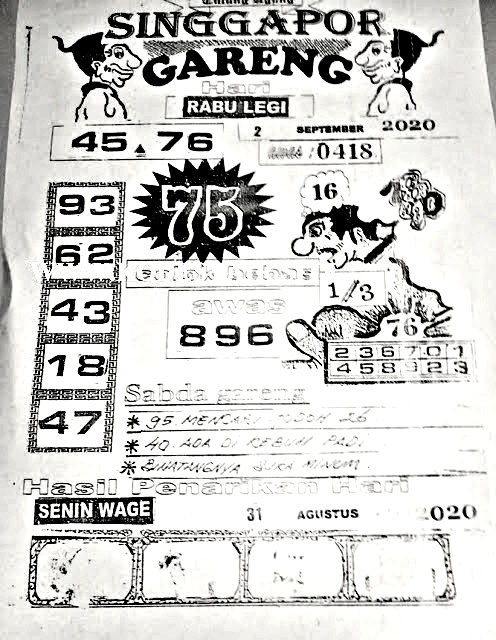 SINGGAPOR
GARENG
Hari
RABU LEGI
45 76
2 SEPTEMBER 2020
0418
93
62
43
18
47
75
16
1/3
awas
896
76
2 3 6 7 0 1
4 5 8 9 2 3
Sabda gareng
* 95. MENCARI JODOH 26
* 40. ADA DI KEBUN PADI
* BINATANGNYA SUKA MINUM.
Hasil Penarikan Hari
SENIN WAGE 31 AGUSTUS 2020